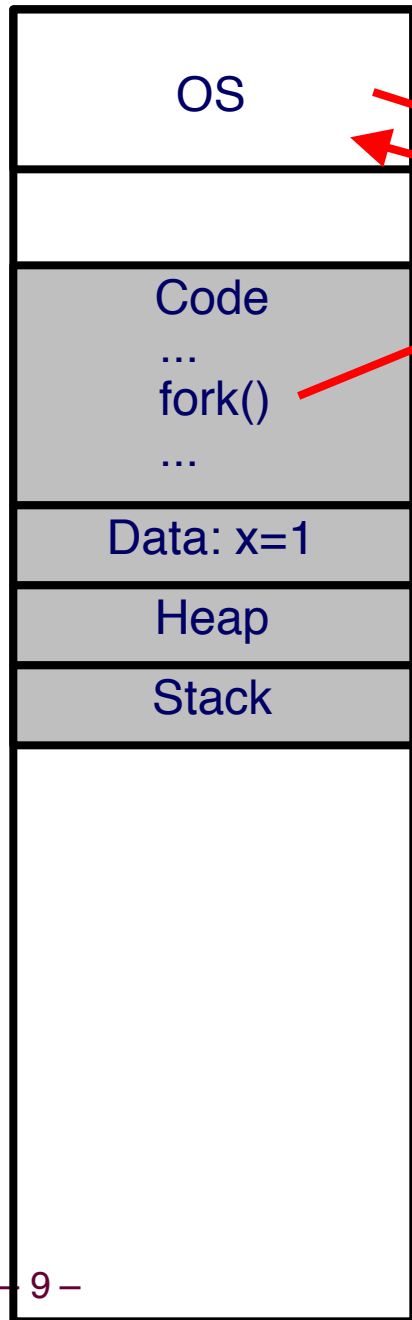 OS
Code
...
fork()
...
Data: x=1
Heap
Stack
– 9 –